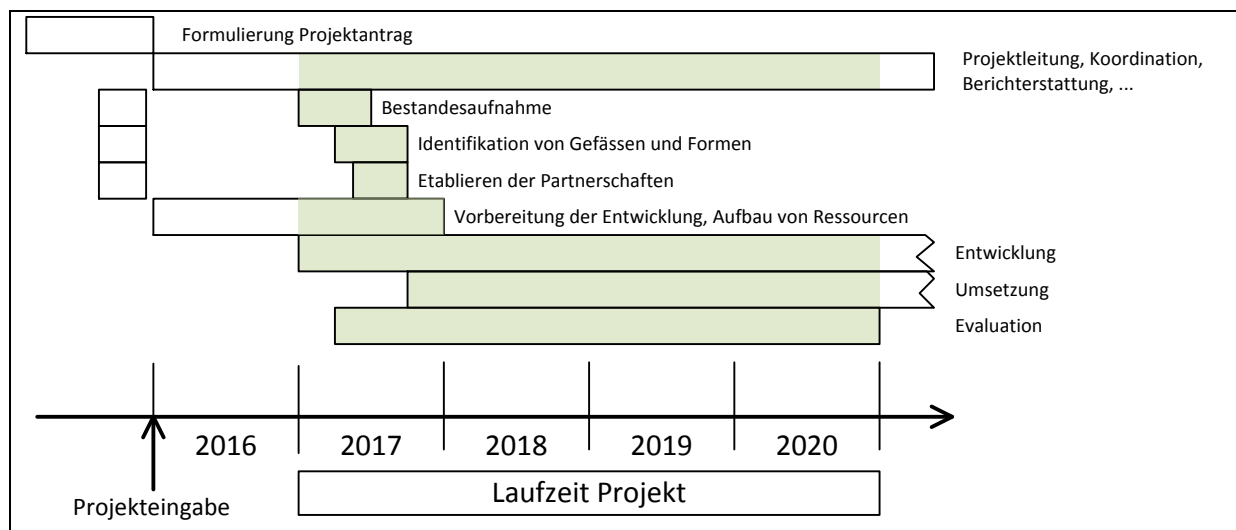 Formulierung Projektantrag
Projektleitung, Koordination,
Berichterstattung, ...
Bestandesaufnahme
Identifikation von Gefässen und Formen
Etablieren der Partnerschaften
Vorbereitung der Entwicklung, Aufbau von Ressourcen
Entwicklung
Umsetzung
Evaluation
2016 2017 2018 2019 2020
Laufzeit Projekt
Projekteingabe